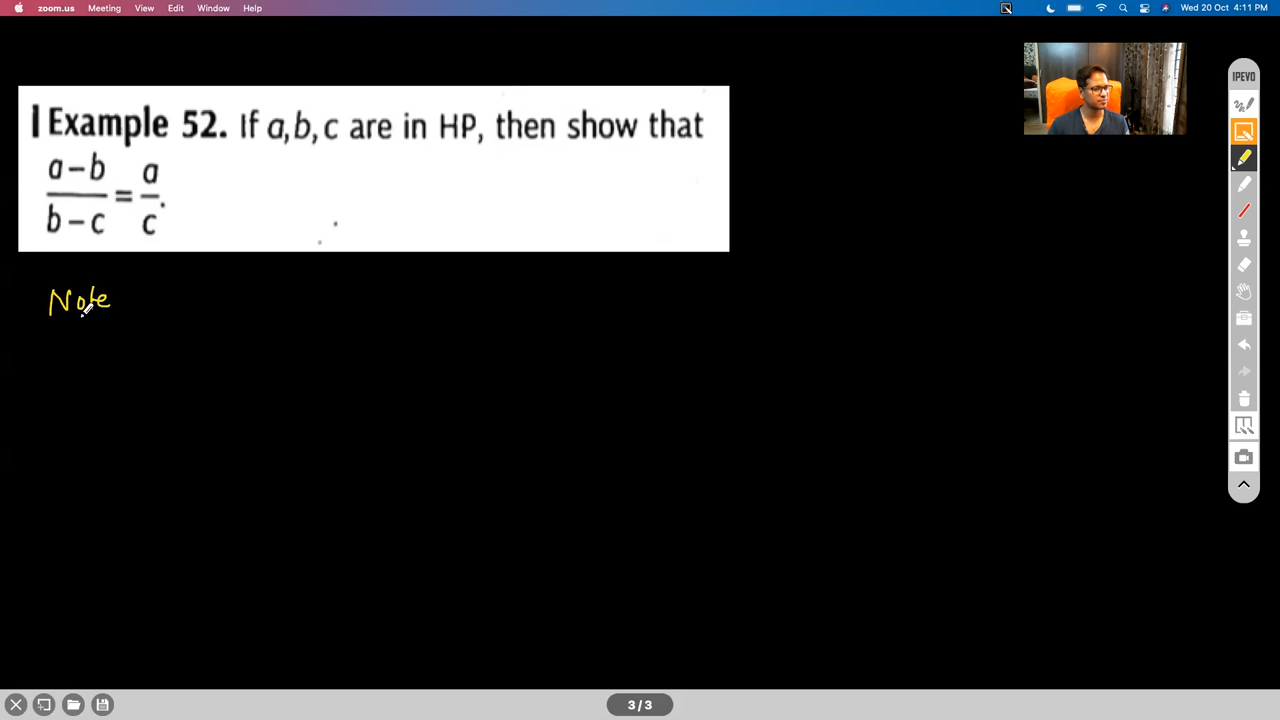 zoom.us Meeting View Edit Window Help Wed 20 Oct 4:11 PM
IPEVO
Example 52. If a, b, c are in HP, then show that
a – b / b – c = a / c.
Note
3 / 3